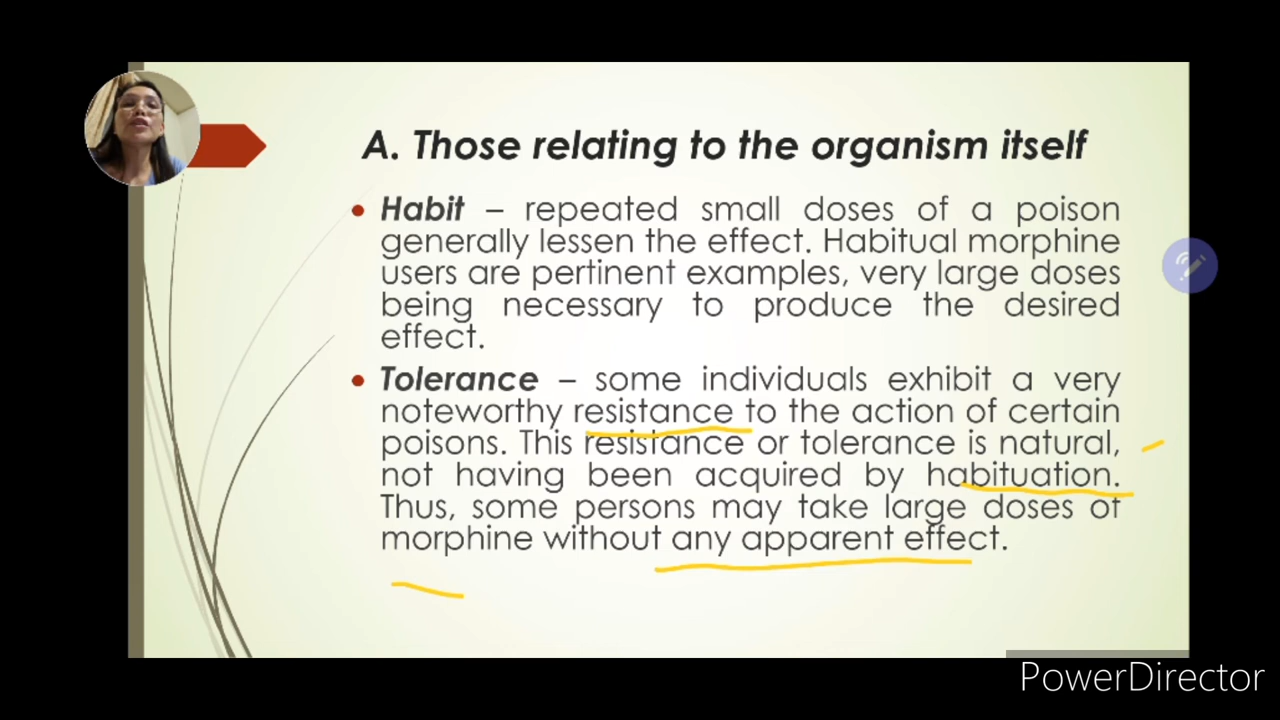 A. Those relating to the organism itself
• Habit – repeated small doses of a poison
generally lessen the effect. Habitual morphine
users are pertinent examples, very large doses
being necessary to produce the desired
effect.
• Tolerance – some individuals exhibit a very
noteworthy resistance to the action of certain
poisons. This resistance or tolerance is natural,
not having been acquired by habituation.
Thus, some persons may take large doses of
morphine without any apparent effect.
PowerDirector